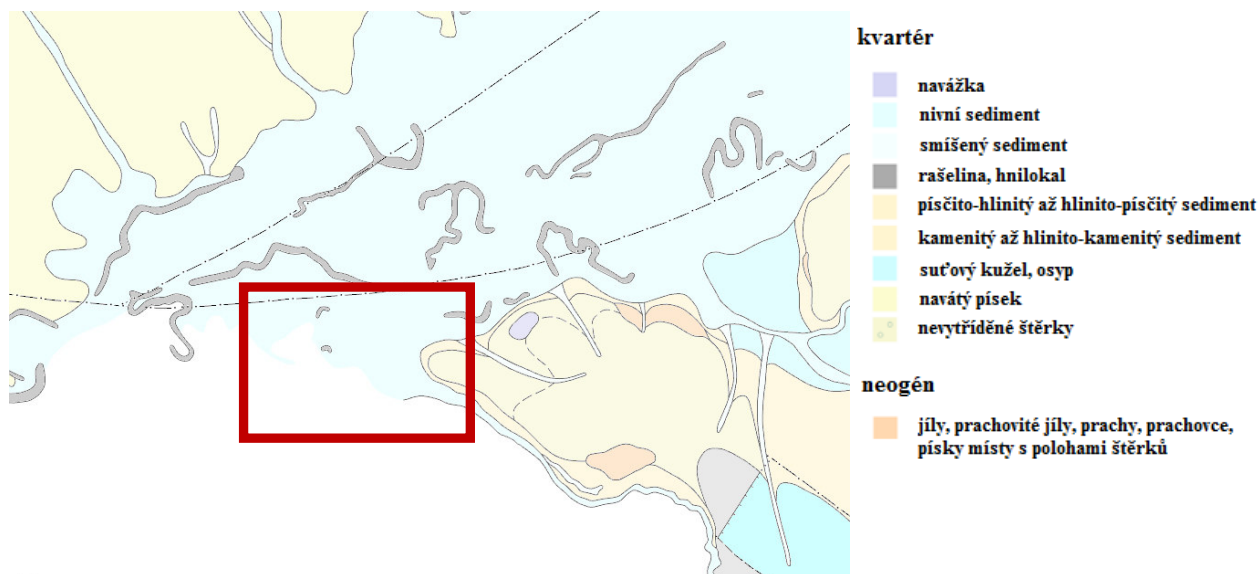 kvartér
navážka
nivní sediment
smíšený sediment
rašelina, hnilokal
písčito-hlinitý až hlinito-písčitý sediment
kamenitý až hlinito-kamenitý sediment
suťový kužel, osyp
navátý písek
nevytříděné štěrky
neogén
jíly, prachovité jíly, prachy, prachovce,
písky místy s polohami štěrků